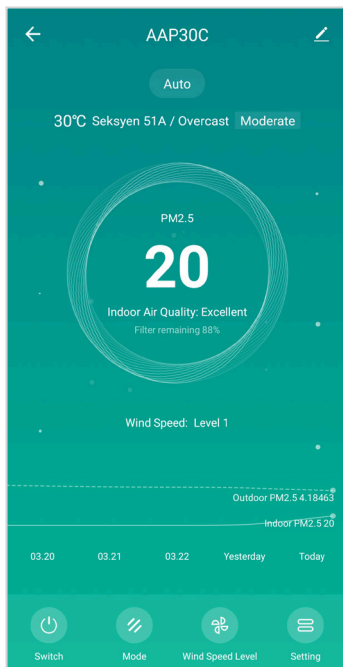 AAP30C
Auto
30℃ Seksyen 51A / Overcast Moderate
PM2.5
20
Indoor Air Quality: Excellent
Filter remaining 88%
Wind Speed: Level 1
Outdoor PM2.5 4.18463
Indoor PM2.5 20
03.20 03.21 03.22 Yesterday Today
Switch Mode Wind Speed Level Setting